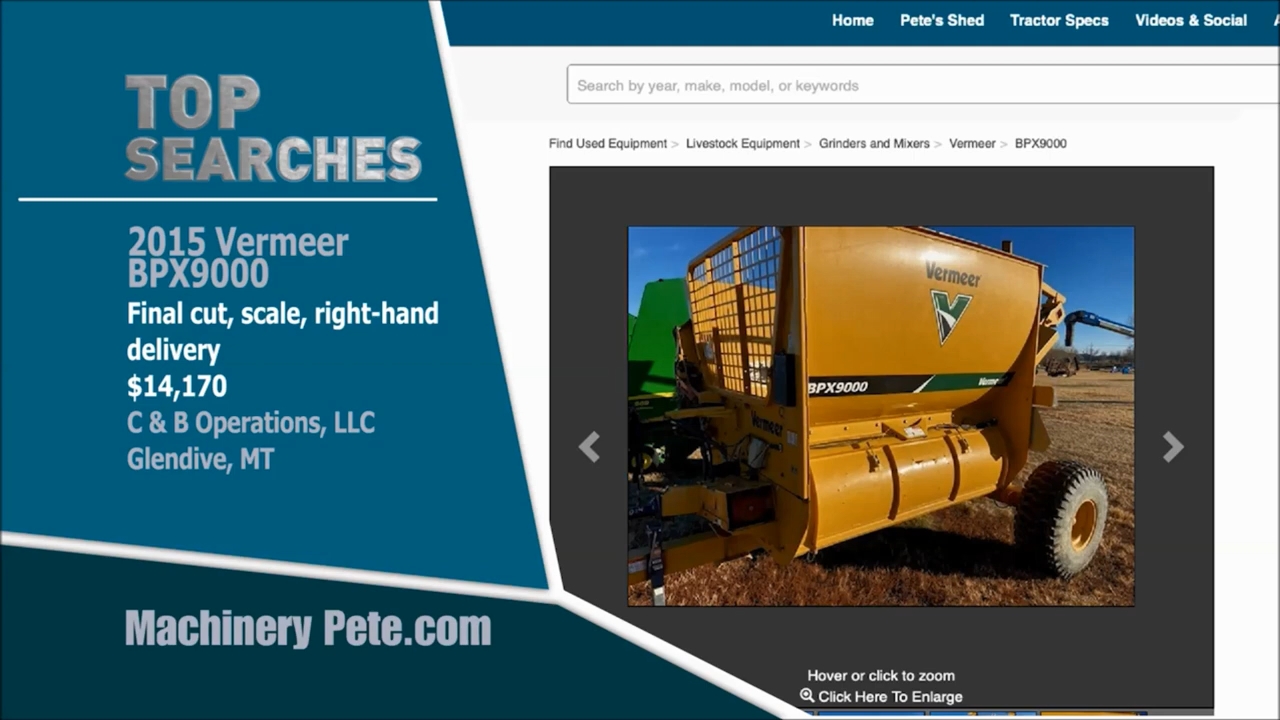 TOP
SEARCHES
2015 Vermeer
BPX9000
Final cut, scale, right-hand
delivery
$14,170
C & B Operations, LLC
Glendive, MT
Machinery Pete.com
Home Pete's Shed Tractor Specs Videos & Social
Search by year, make, model, or keywords
Find Used Equipment > Livestock Equipment > Grinders and Mixers > Vermeer > BPX9000
Vermeer
BPX9000 Vermeer
Vermeer
Hover or click to zoom
Click Here To Enlarge